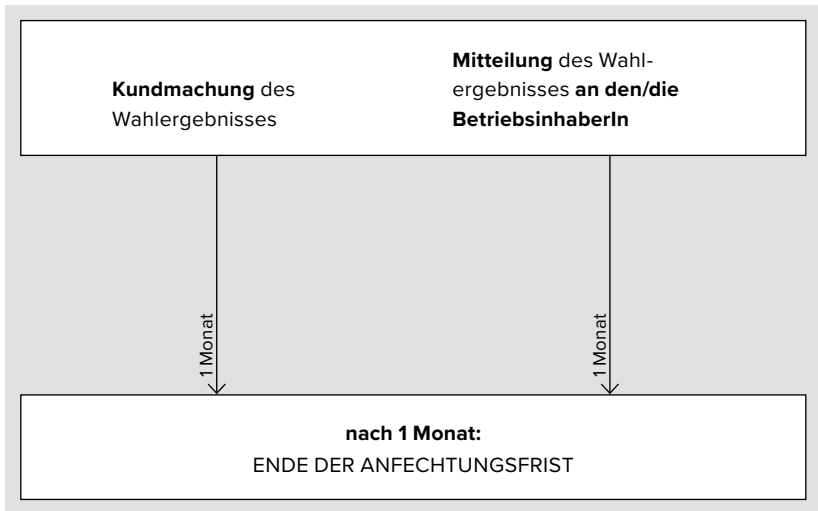 Kundmachung des
Wahlergebnisses
Mitteilung des Wahl-
ergebnisses an den/die
BetriebsinhaberIn
1 Monat
1 Monat
nach 1 Monat:
ENDE DER ANFECHTUNGSFRIST